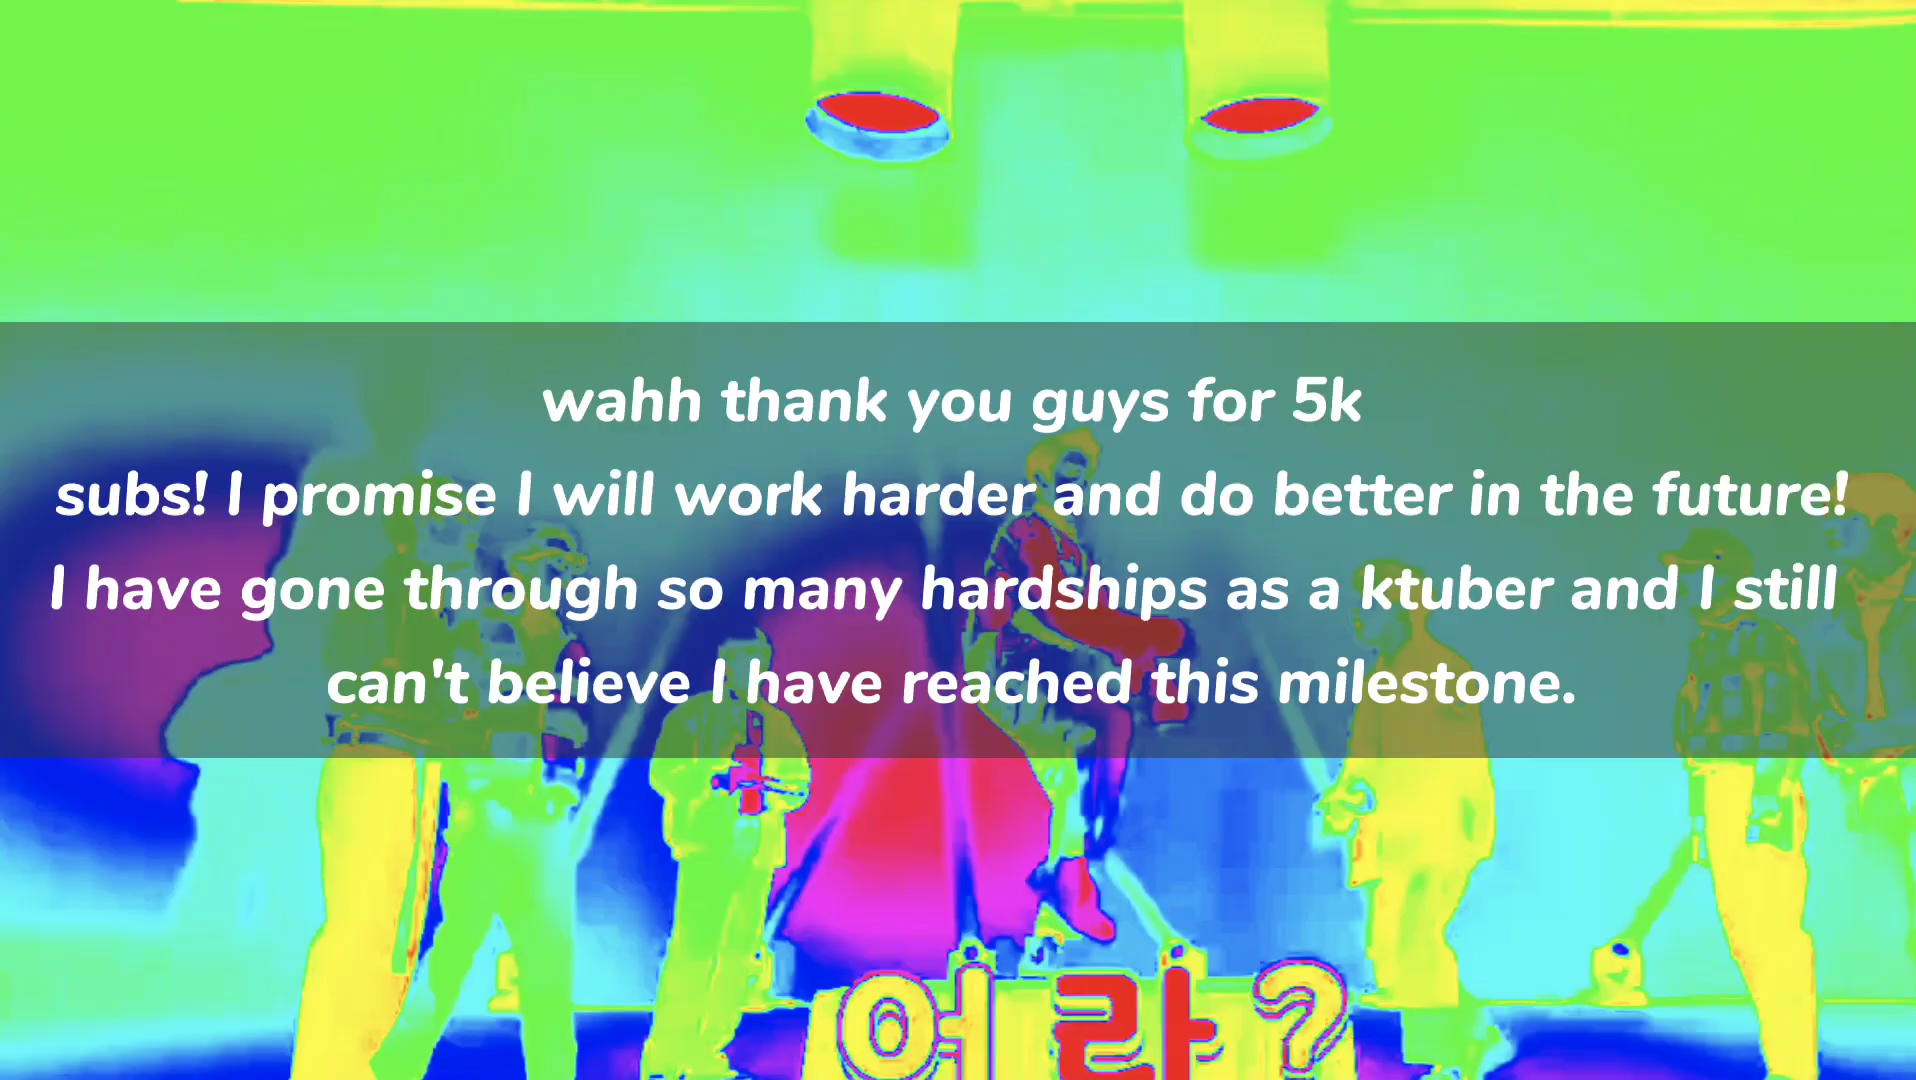 wahh thank you guys for 5k
subs! I promise I will work harder and do better in the future!
I have gone through so many hardships as a ktuber and I still
can't believe I have reached this milestone.
어라?